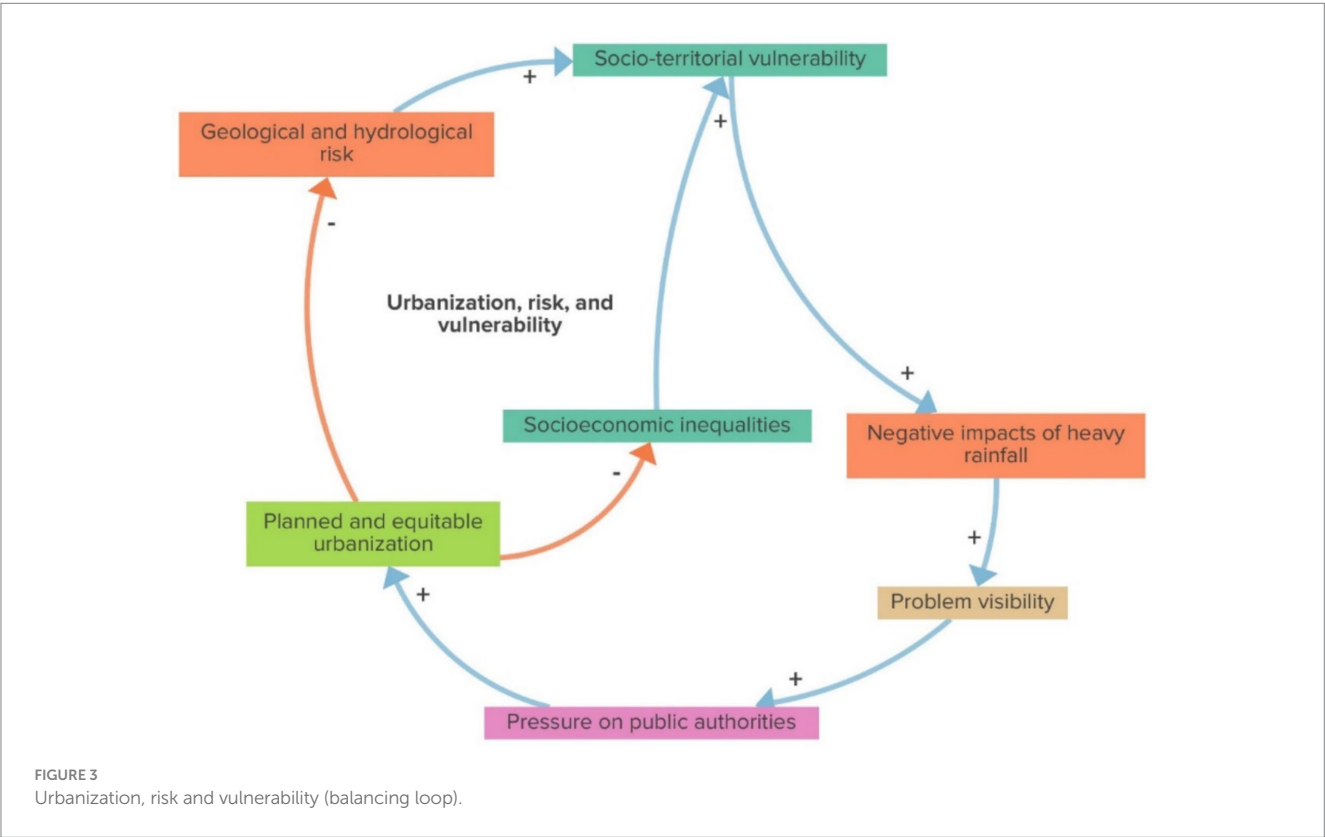 Socio-territorial vulnerability
+
+
Geological and hydrological
risk
-
Urbanization, risk, and
vulnerability
+
Socioeconomic inequalities
Negative impacts of heavy
rainfall
-
Planned and equitable
urbanization
+
+
Problem visibility
+
Pressure on public authorities
FIGURE 3
Urbanization, risk and vulnerability (balancing loop).